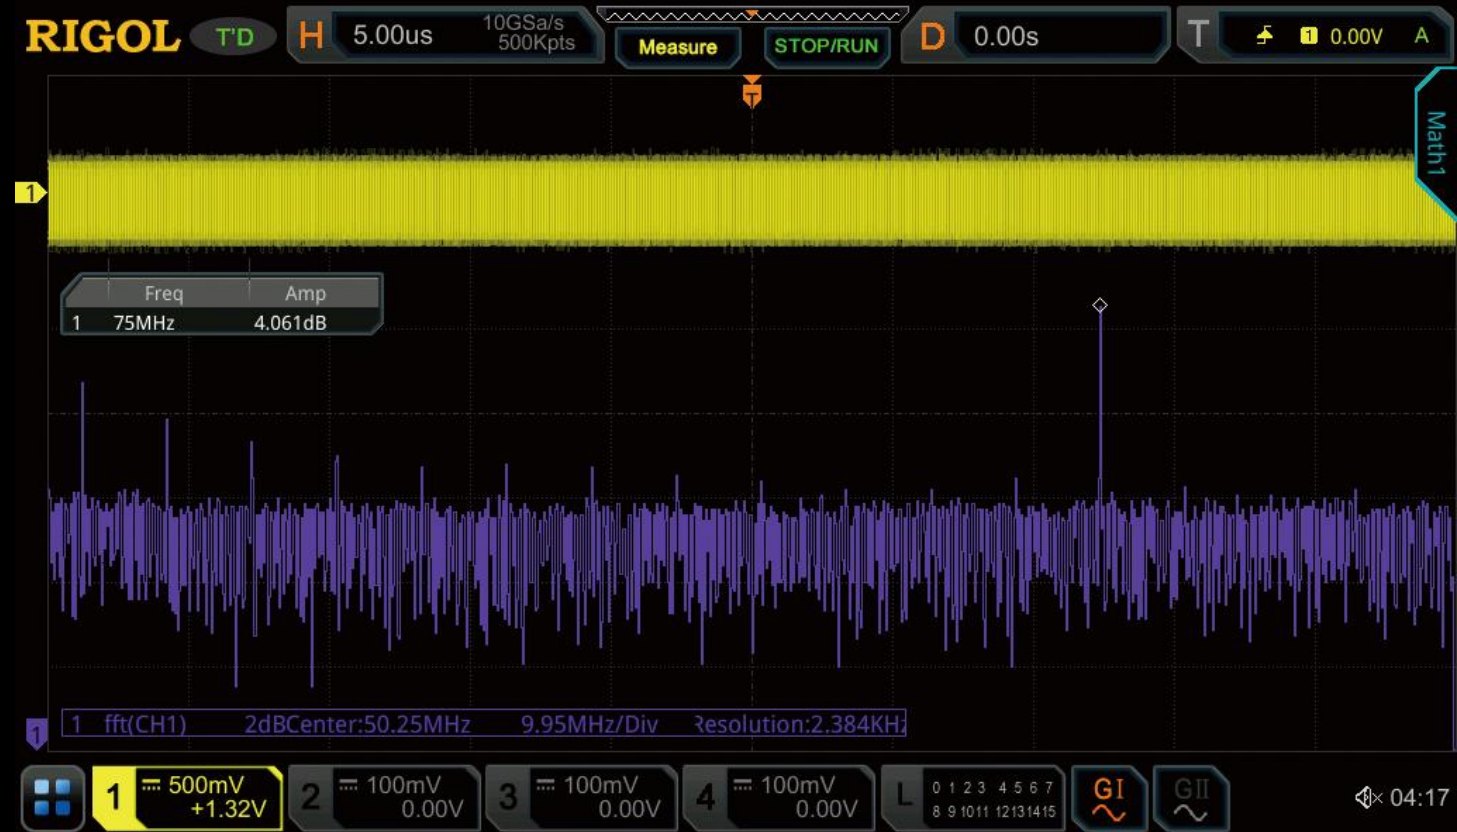 RIGOL T'D H 5.00us 10GSa/s 500Kpts Measure STOP/RUN D 0.00s T 1 0.00V A
T
Math1
1
Freq Amp
1 75MHz 4.061dB
1
1 fft(CH1) 2dBCenter:50.25MHz 9.95MHz/Div Resolution:2.384KHz
1 500mV +1.32V 2 100mV 0.00V 3 100mV 0.00V 4 100mV 0.00V L 0 1 2 3 4 5 6 7 GI GII 04:17
8 9 10 11 12 13 14 15